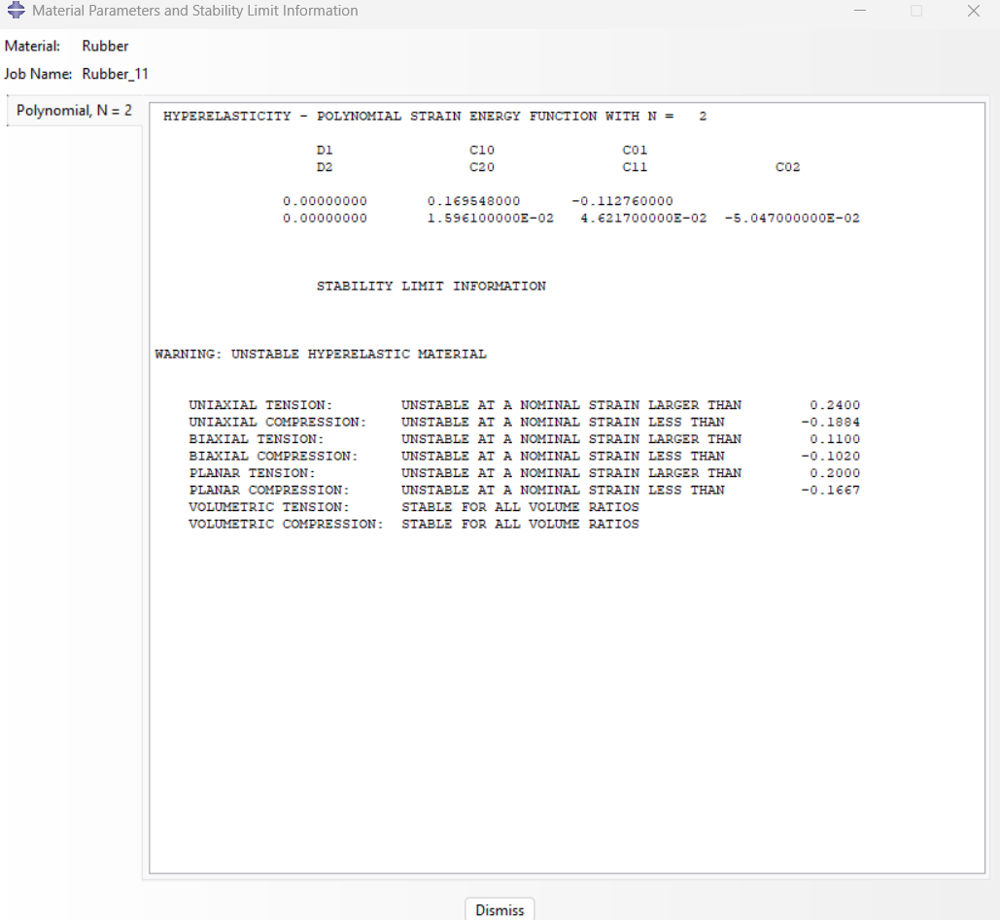 Material Parameters and Stability Limit Information
Material: Rubber
Job Name: Rubber_11
Polynomial, N = 2
HYPERELASTICITY - POLYNOMIAL STRAIN ENERGY FUNCTION WITH N = 2
D1 C10 C01
D2 C20 C11 C02
0.00000000 0.169548000 -0.112760000
0.00000000 1.596100000E-02 4.621700000E-02 -5.047000000E-02
STABILITY LIMIT INFORMATION
WARNING: UNSTABLE HYPERELASTIC MATERIAL
UNIAXIAL TENSION: UNSTABLE AT A NOMINAL STRAIN LARGER THAN 0.2400
UNIAXIAL COMPRESSION: UNSTABLE AT A NOMINAL STRAIN LESS THAN -0.1884
BIAXIAL TENSION: UNSTABLE AT A NOMINAL STRAIN LARGER THAN 0.1100
BIAXIAL COMPRESSION: UNSTABLE AT A NOMINAL STRAIN LESS THAN -0.1020
PLANAR TENSION: UNSTABLE AT A NOMINAL STRAIN LARGER THAN 0.2000
PLANAR COMPRESSION: UNSTABLE AT A NOMINAL STRAIN LESS THAN -0.1667
VOLUMETRIC TENSION: STABLE FOR ALL VOLUME RATIOS
VOLUMETRIC COMPRESSION: STABLE FOR ALL VOLUME RATIOS
Dismiss